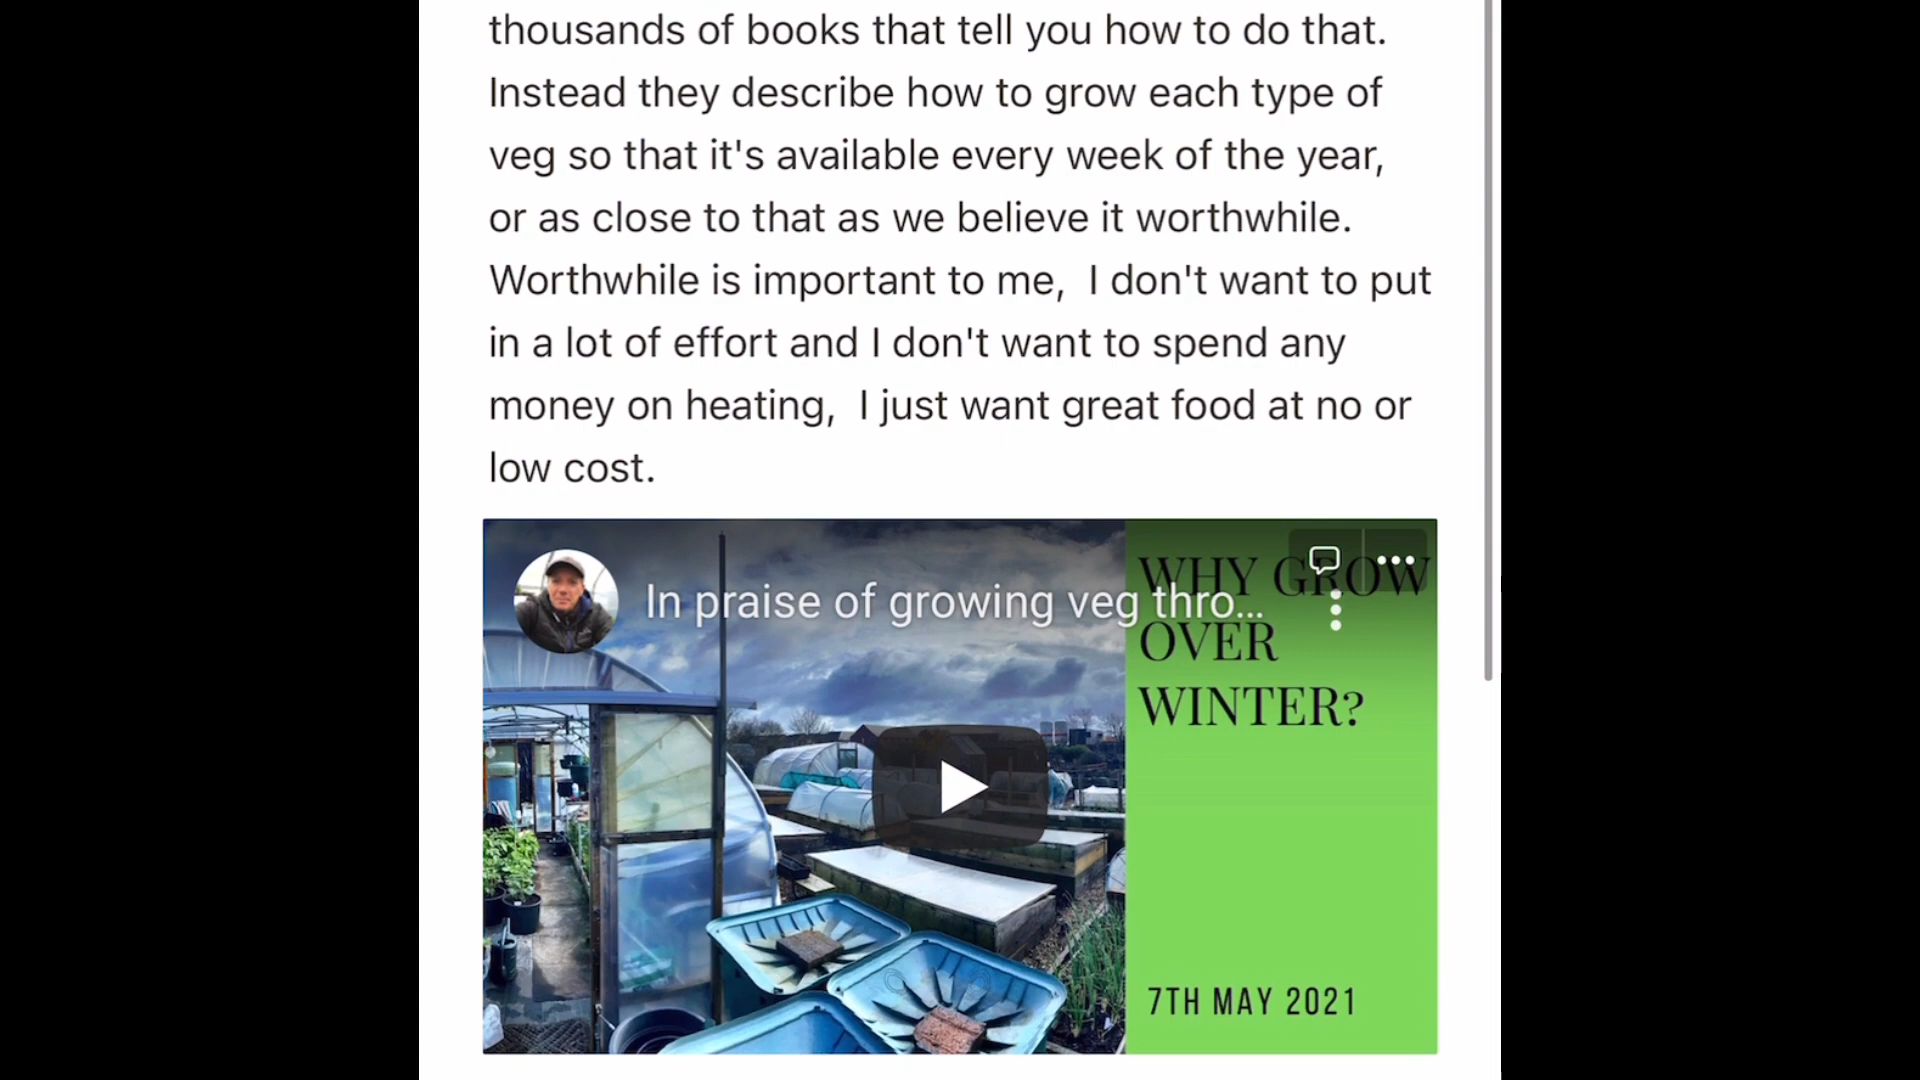 thousands of books that tell you how to do that.
Instead they describe how to grow each type of
veg so that it's available every week of the year,
or as close to that as we believe it worthwhile.
Worthwhile is important to me,  I don't want to put
in a lot of effort and I don't want to spend any
money on heating,  I just want great food at no or
low cost.
In praise of growing veg thro...
WHY GROW
OVER
WINTER?
7TH MAY 2021